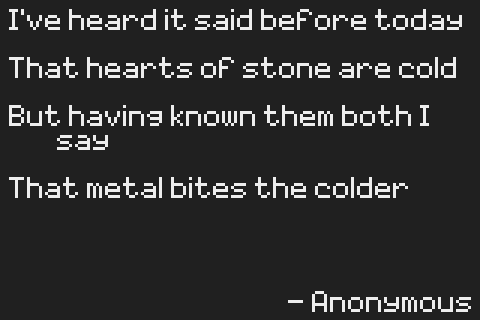 I've heard it said before today
That hearts of stone are cold
But having known them both I
say
That metal bites the colder
– Anonymous